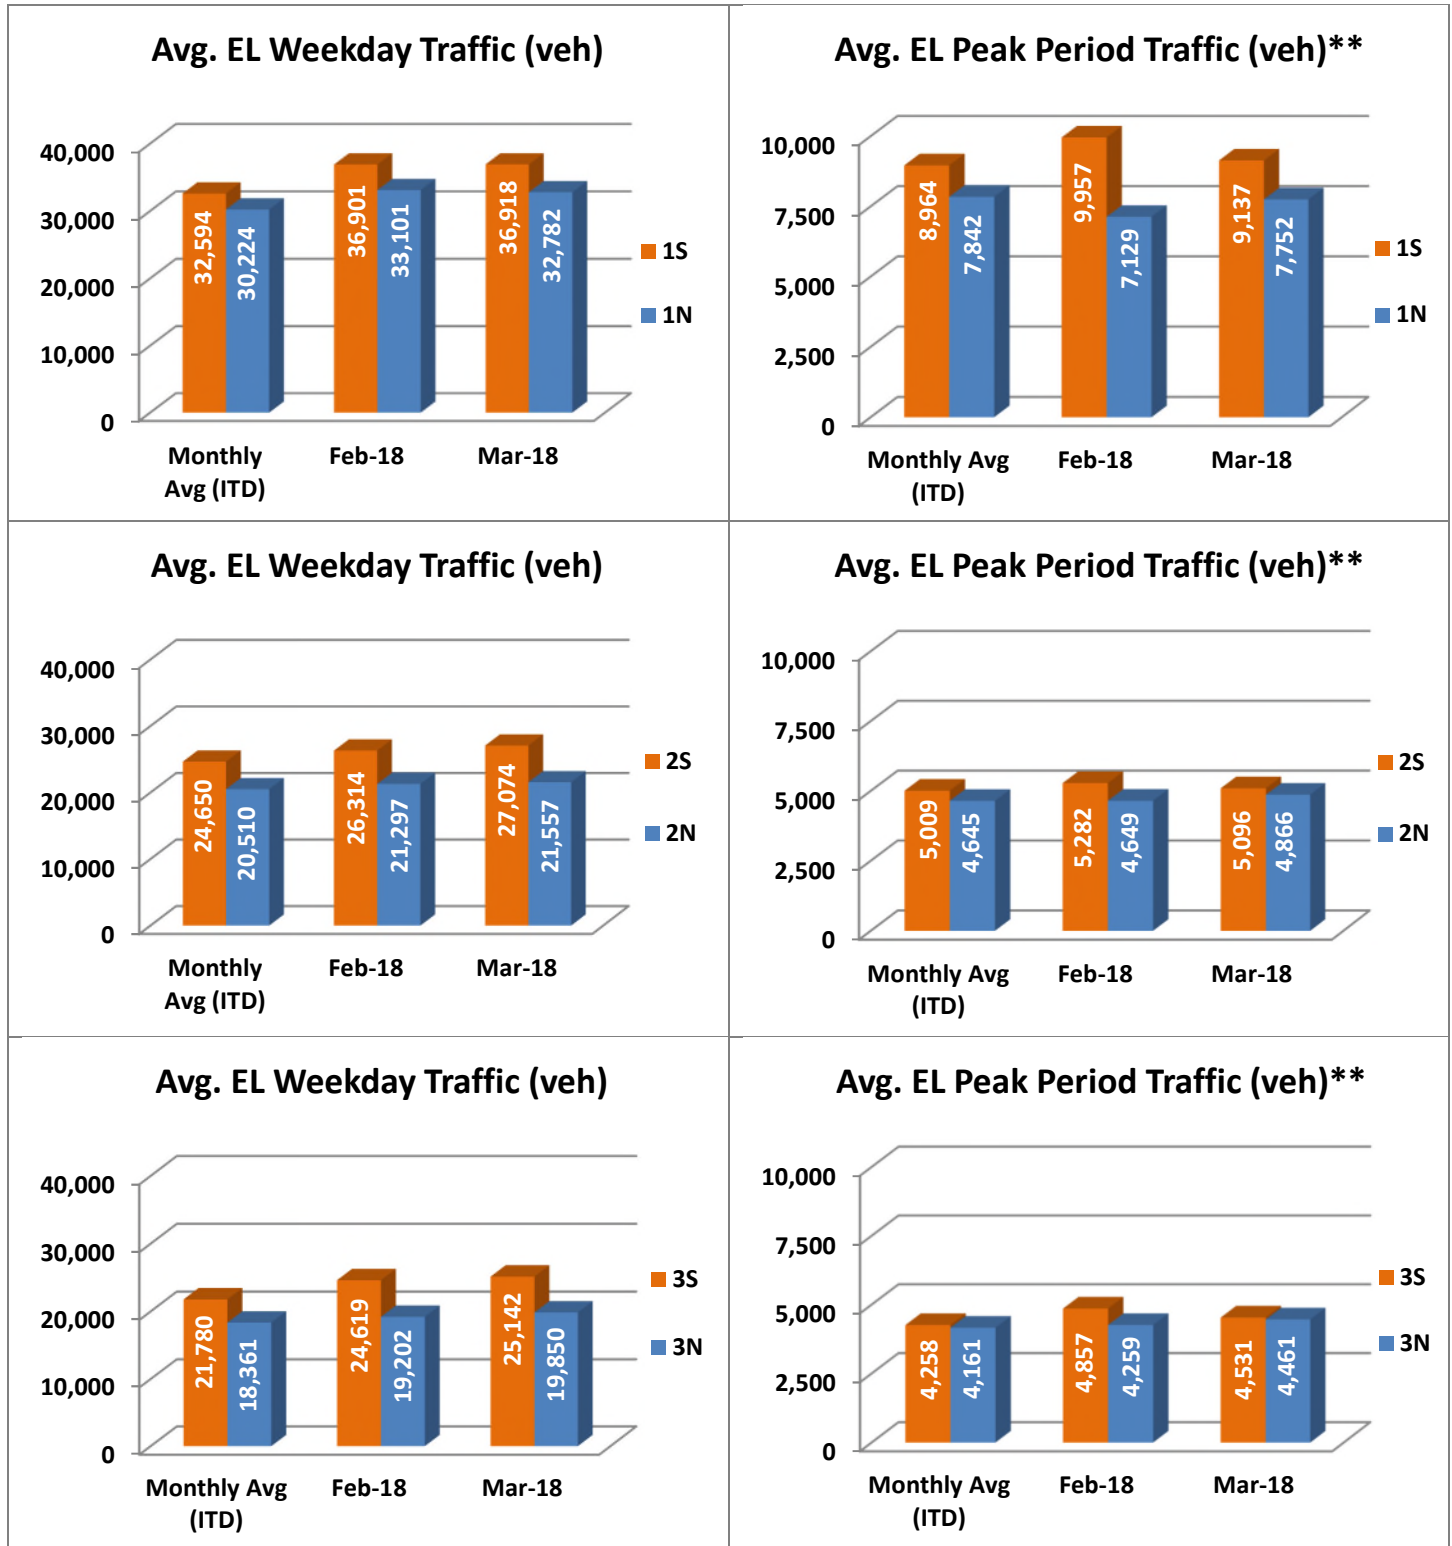 Avg. EL Weekday Traffic (veh)
40,000
30,000
20,000
10,000
0
32,594
30,224
36,901
33,101
36,918
32,782
Monthly
Avg (ITD)
Feb-18
Mar-18
1S
1N
Avg. EL Peak Period Traffic (veh)**
10,000
7,500
5,000
2,500
0
8,964
7,842
9,957
7,129
9,137
7,752
Monthly Avg
(ITD)
Feb-18
Mar-18
1S
1N
Avg. EL Weekday Traffic (veh)
40,000
30,000
20,000
10,000
0
24,650
20,510
26,314
21,297
27,074
21,557
Monthly
Avg (ITD)
Feb-18
Mar-18
2S
2N
Avg. EL Peak Period Traffic (veh)**
10,000
7,500
5,000
2,500
0
5,009
4,645
5,282
4,649
5,096
4,866
Monthly Avg
(ITD)
Feb-18
Mar-18
2S
2N
Avg. EL Weekday Traffic (veh)
40,000
30,000
20,000
10,000
0
21,780
18,361
24,619
19,202
25,142
19,850
Monthly Avg
(ITD)
Feb-18
Mar-18
3S
3N
Avg. EL Peak Period Traffic (veh)**
10,000
7,500
5,000
2,500
0
4,258
4,161
4,857
4,259
4,531
4,461
Monthly Avg
(ITD)
Feb-18
Mar-18
3S
3N